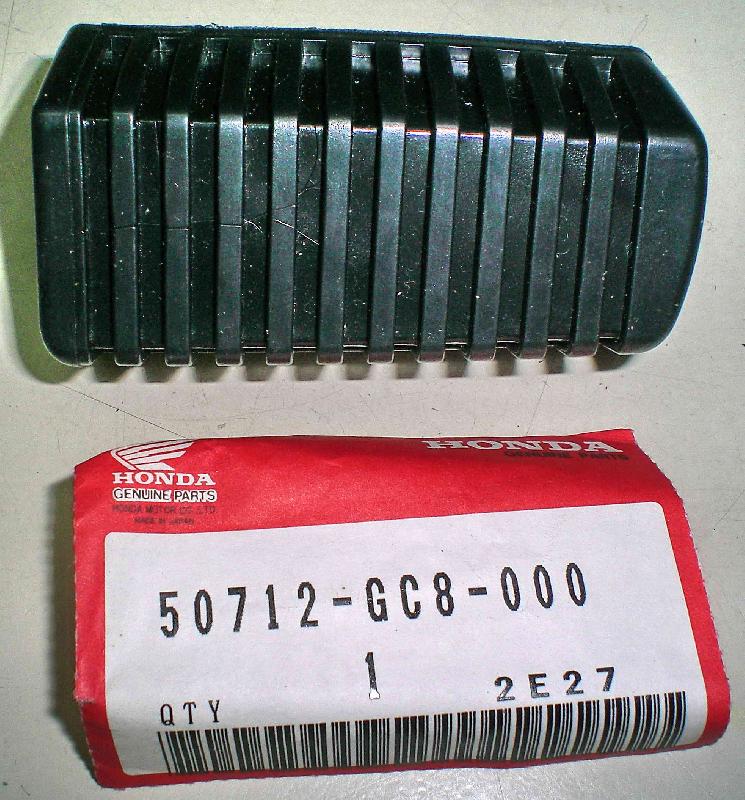 HONDA
GENUINE PARTS
HONDA MOTOR CO.,LTD.
MADE IN JAPAN
HONDA
GENUINE PARTS
50712-GC8-000
1
2E27
QTY